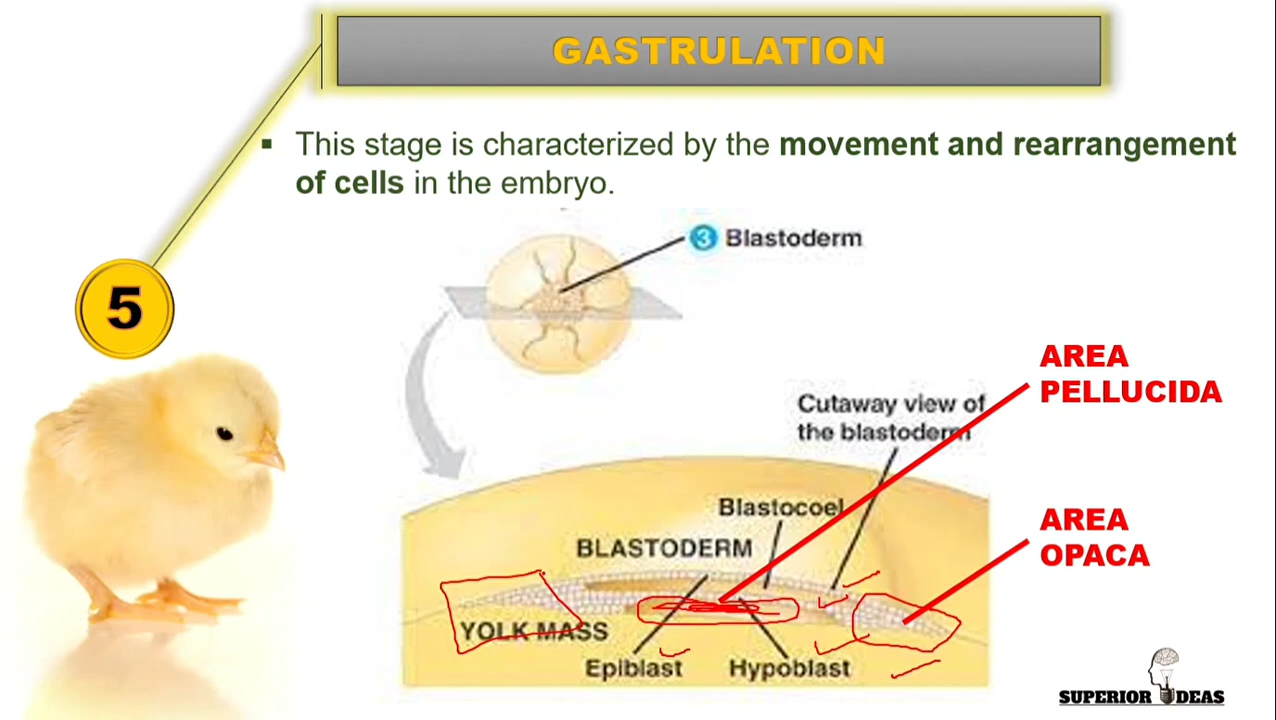 GASTRULATION
▪ This stage is characterized by the movement and rearrangement
of cells in the embryo.
3 Blastoderm
5
AREA
PELLUCIDA
Cutaway view of
the blastoderm
Blastocoel
AREA
OPACA
BLASTODERM
YOLK MASS
Epiblast
Hypoblast
SUPERIOR IDEAS